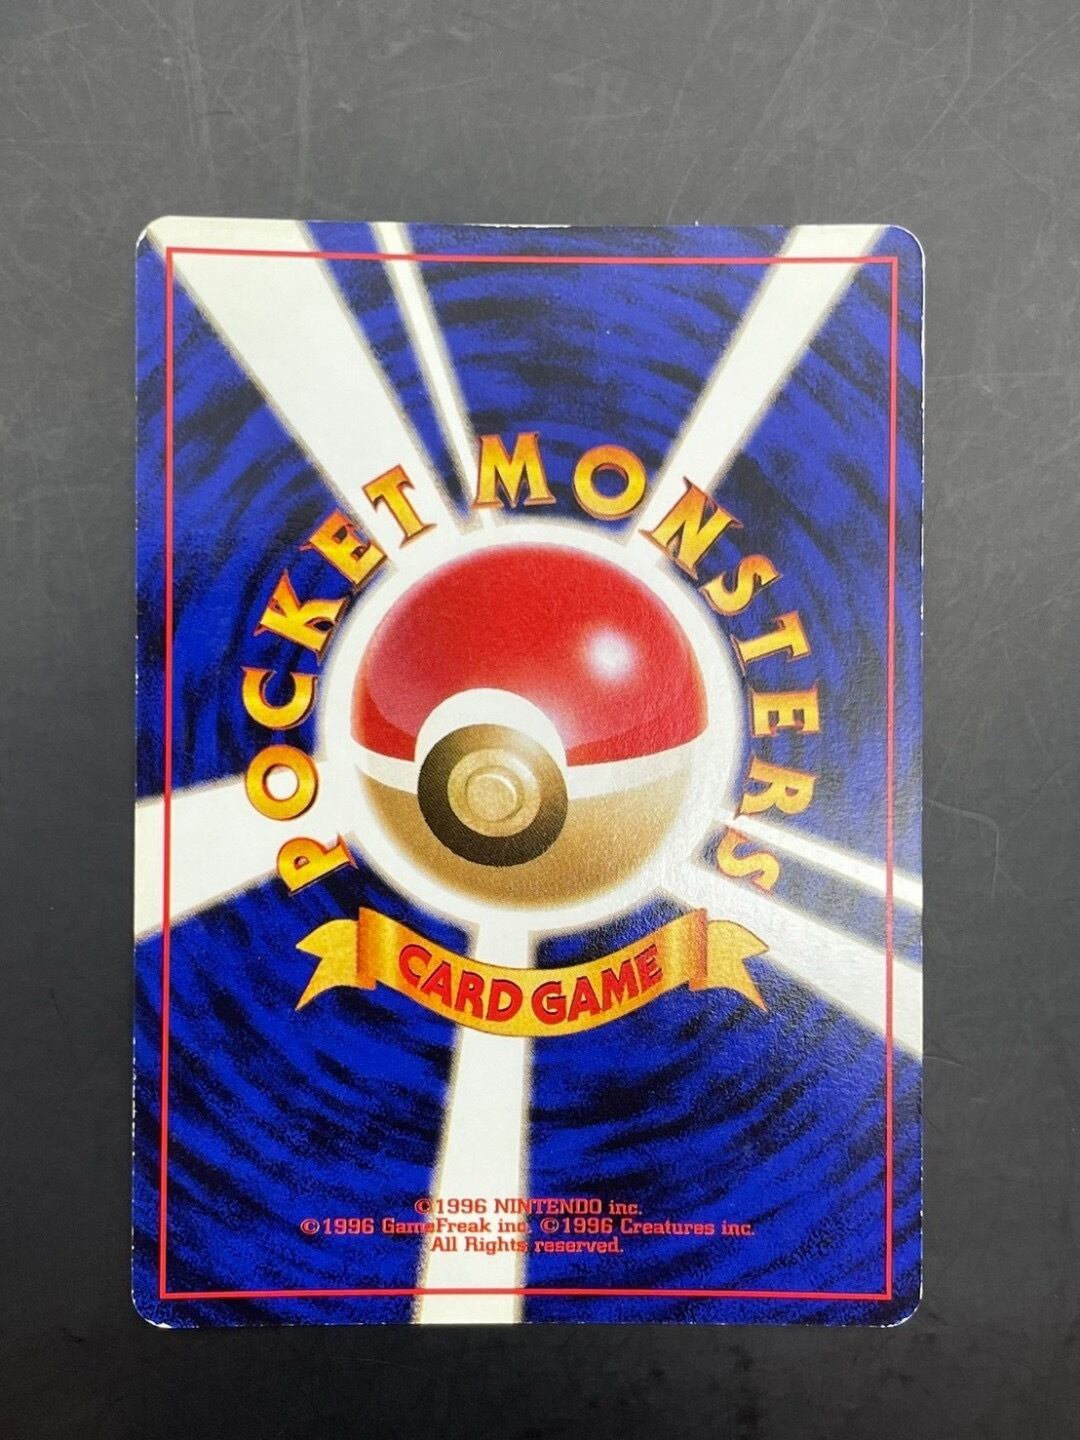 POCKET MONSTERS
CARD GAME
©1996 NINTENDO inc.
©1996 GameFreak inc. ©1996 Creatures inc.
All Rights reserved.